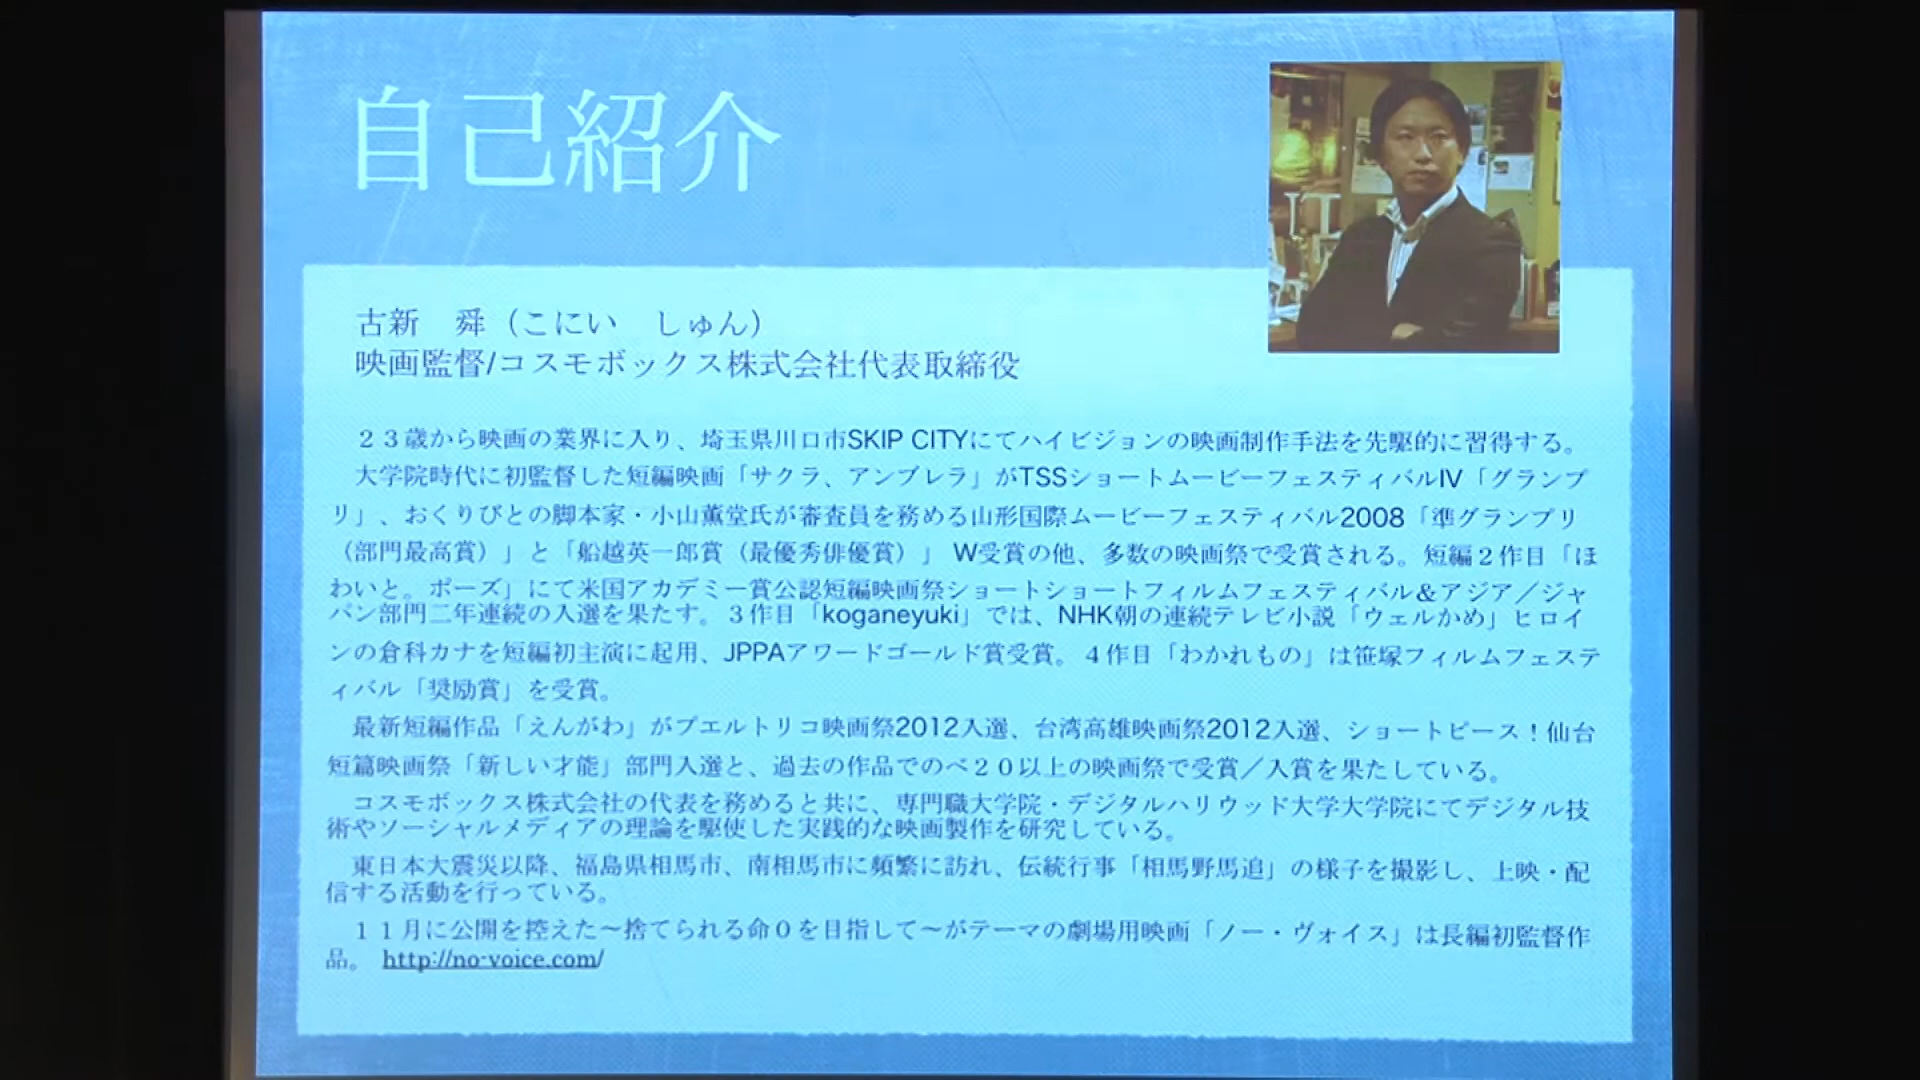 自己紹介
古新 舜（こにい しゅん）
映画監督/コスモボックス株式会社代表取締役
２３歳から映画の業界に入り、埼玉県川口市SKIP CITYにてハイビジョンの映画制作手法を先駆的に習得する。
大学院時代に初監督した短編映画「サクラ、アンブレラ」がTSSショートムービーフェスティバルIV「グランプ
リ」、おくりびとの脚本家・小山薫堂氏が審査員を務める山形国際ムービーフェスティバル2008「準グランプリ
（部門最高賞）」と「船越英一郎賞（最優秀俳優賞）」 W受賞の他、多数の映画祭で受賞される。短編２作目「ほ
わいと。ポーズ」にて米国アカデミー賞公認短編映画祭ショートショートフィルムフェスティバル＆アジア／ジャ
パン部門二年連続の入選を果たす。３作目「koganeyuki」では、NHK朝の連続テレビ小説「ウェルかめ」ヒロイ
ンの倉科カナを短編初主演に起用、JPPAアワードゴールド賞受賞。４作目「わかれもの」は笹塚フィルムフェステ
ィバル「奨励賞」を受賞。
最新短編作品「えんがわ」がプエルトリコ映画祭2012入選、台湾高雄映画祭2012入選、ショートピース！仙台
短篇映画祭「新しい才能」部門入選と、過去の作品でのべ２０以上の映画祭で受賞／入賞を果たしている。
コスモボックス株式会社の代表を務めると共に、専門職大学院・デジタルハリウッド大学大学院にてデジタル技
術やソーシャルメディアの理論を駆使した実践的な映画製作を研究している。
東日本大震災以降、福島県相馬市、南相馬市に頻繁に訪れ、伝統行事「相馬野馬追」の様子を撮影し、上映・配
信する活動を行っている。
１１月に公開を控えた〜捨てられる命０を目指して〜がテーマの劇場用映画「ノー・ヴォイス」は長編初監督作
品。 http://no-voice.com/